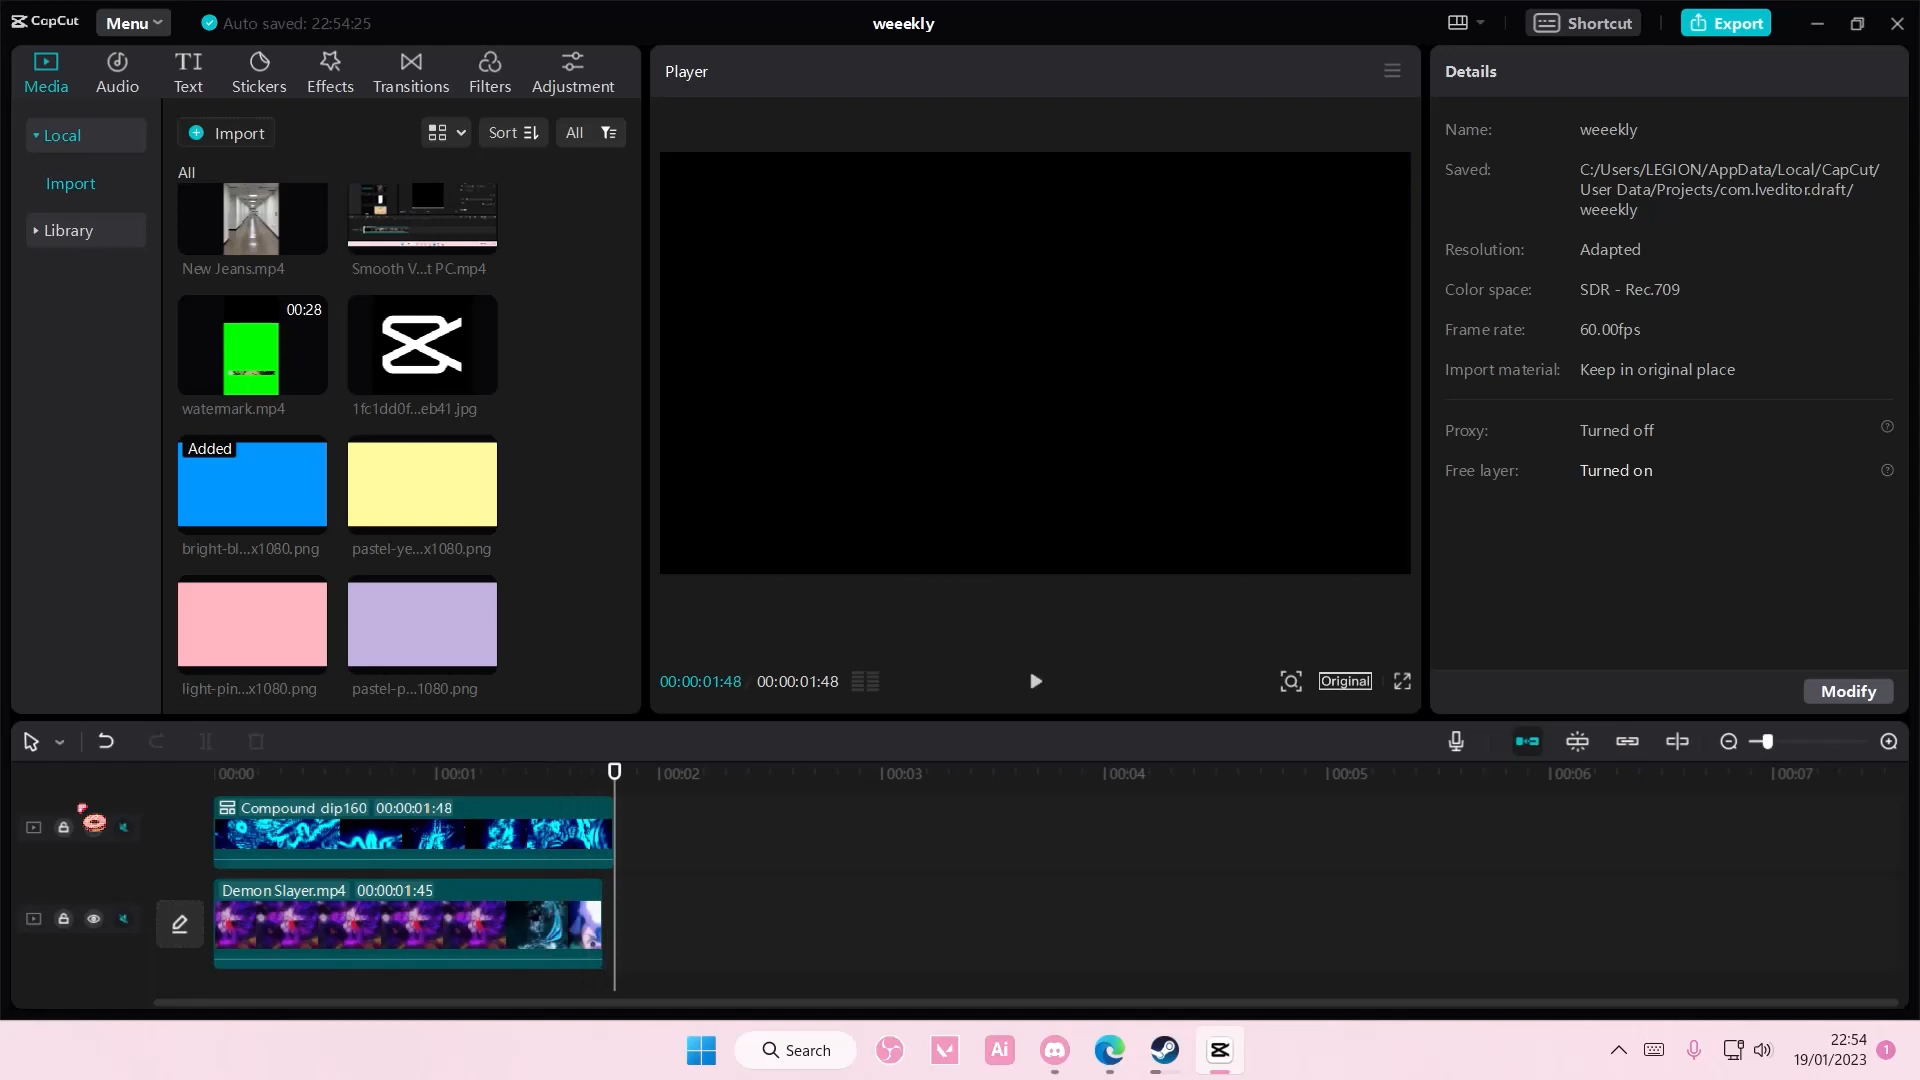 CapCut
Menu
Auto saved: 22:54:25
weeekly
Shortcut
Export
Media
Audio
Text
Stickers
Effects
Transitions
Filters
Adjustment
Player
Details
Local
Import
Library
Import
Sort
All
All
New Jeans.mp4
Smooth V...t PC.mp4
00:28
watermark.mp4
1fc1dd0f...eb41.jpg
Added
bright-bl...x1080.png
pastel-ye...x1080.png
light-pin...x1080.png
pastel-p...1080.png
00:00:01:48
00:00:01:48
Original
Name:
weeekly
Saved:
C:/Users/LEGION/AppData/Local/CapCut/
User Data/Projects/com.lveditor.draft/
weeekly
Resolution:
Adapted
Color space:
SDR - Rec.709
Frame rate:
60.00fps
Import material:
Keep in original place
Proxy:
Turned off
Free layer:
Turned on
Modify
00:00
00:01
00:02
00:03
00:04
00:05
00:06
00:07
Compound clip160 00:00:01:48
Demon Slayer.mp4 00:00:01:45
Search
Ai
22:54
19/01/2023
1